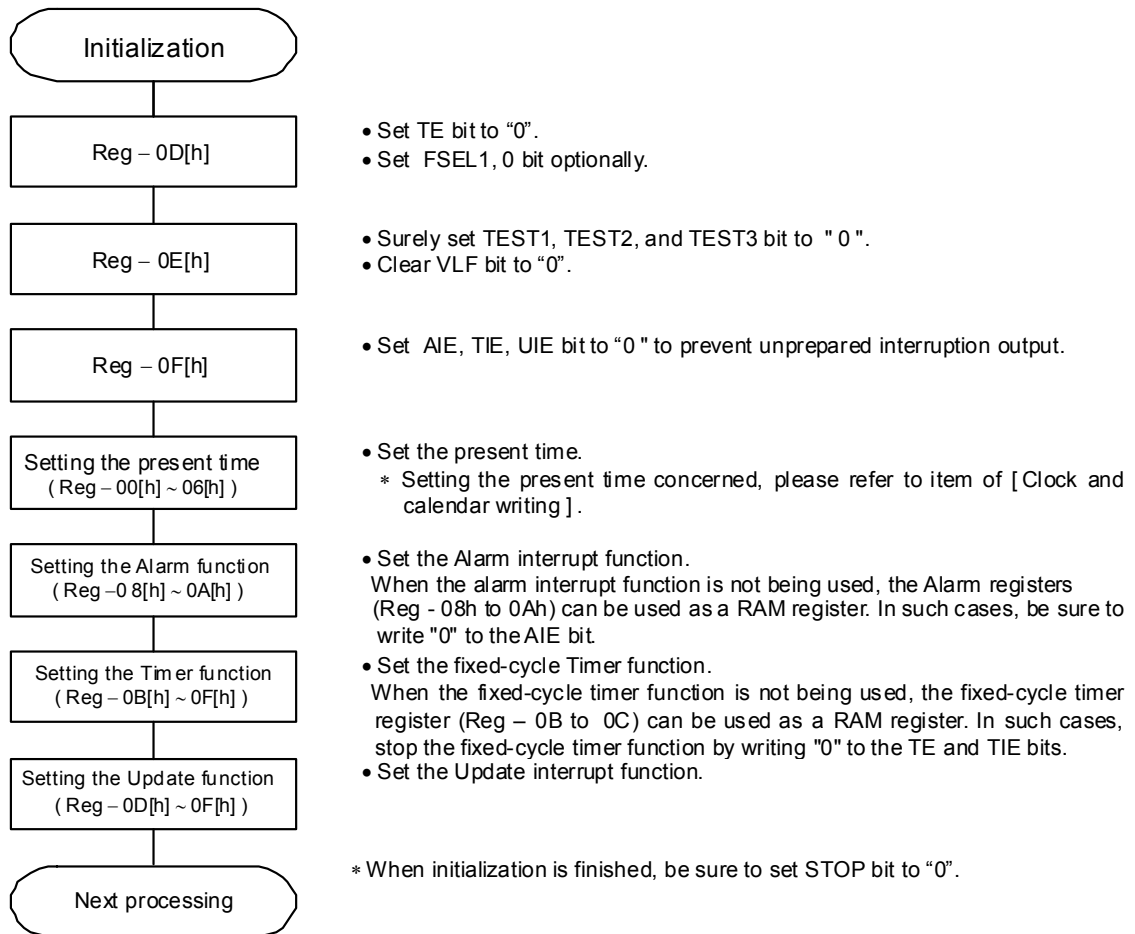 Initialization
Reg – 0D[h]
• Set TE bit to “0”.
• Set FSEL1, 0 bit optionally.
Reg – 0E[h]
• Surely set TEST1, TEST2, and TEST3 bit to " 0 ".
• Clear VLF bit to “0”.
Reg – 0F[h]
• Set AIE, TIE, UIE bit to “0 " to prevent unprepared interruption output.
Setting the present time
( Reg – 00[h] ~ 06[h] )
• Set the present time.
* Setting the present time concerned, please refer to item of [ Clock and
calendar writing ] .
Setting the Alarm function
( Reg –0 8[h] ~ 0A[h] )
• Set the Alarm interrupt function.
When the alarm interrupt function is not being used, the Alarm registers
(Reg - 08h to 0Ah) can be used as a RAM register. In such cases, be sure to
write "0" to the AIE bit.
Setting the Timer function
( Reg – 0B[h] ~ 0F[h] )
• Set the fixed-cycle Timer function.
When the fixed-cycle timer function is not being used, the fixed-cycle timer
register (Reg – 0B to 0C) can be used as a RAM register. In such cases,
stop the fixed-cycle timer function by writing "0" to the TE and TIE bits.
Setting the Update function
( Reg – 0D[h] ~ 0F[h] )
• Set the Update interrupt function.
Next processing
* When initialization is finished, be sure to set STOP bit to “0”.